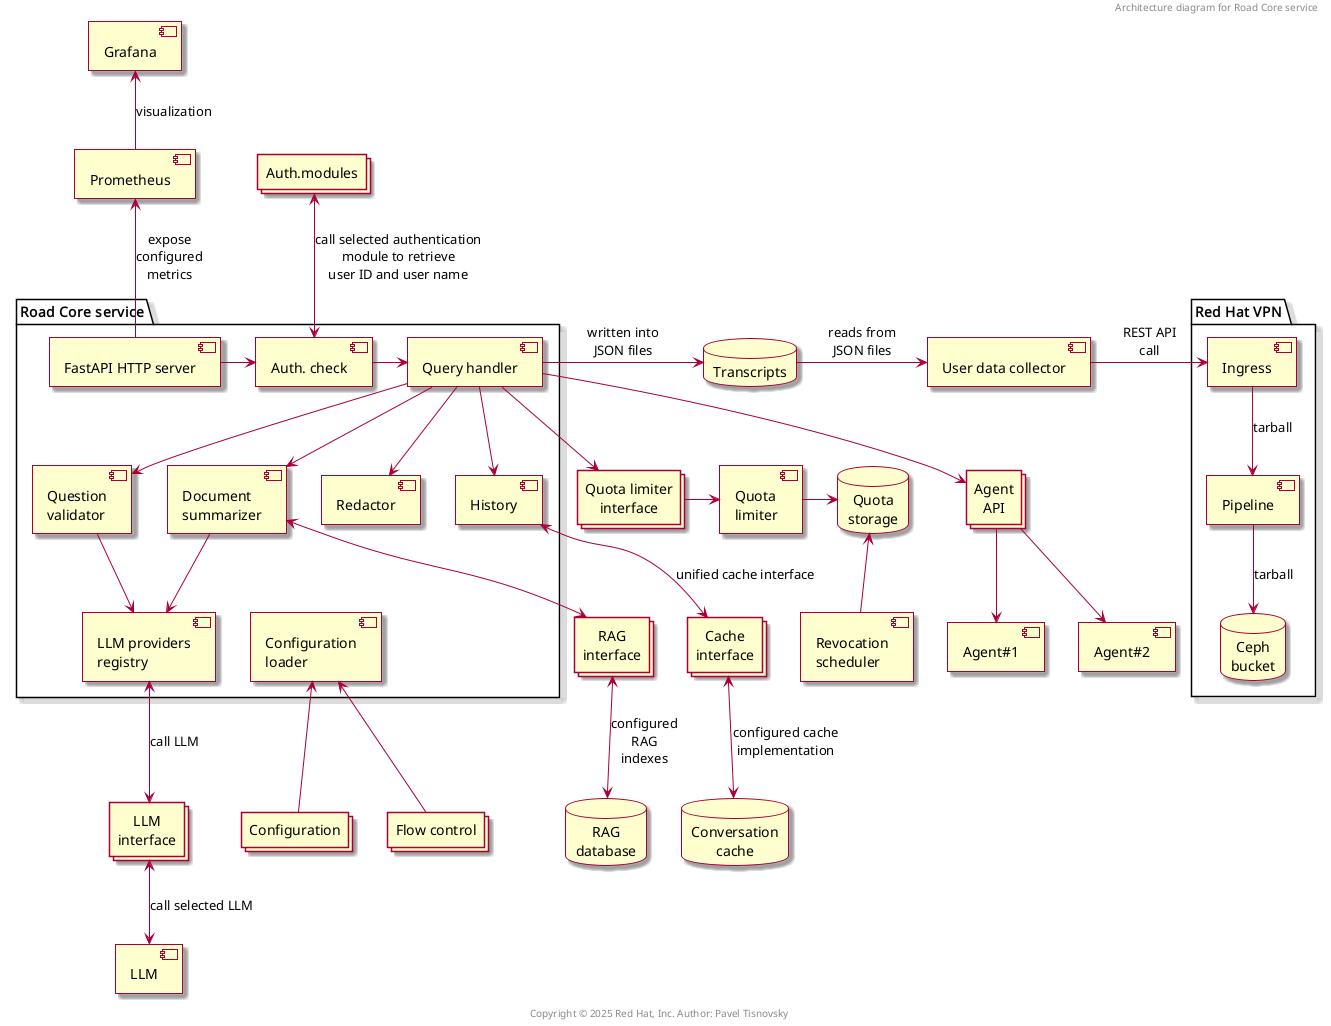 Architecture diagram for Road Core service
Grafana
visualization
Prometheus
Auth.modules
expose
configured
metrics
call selected authentication
module to retrieve
user ID and user name
Road Core service
Red Hat VPN
FastAPI HTTP server
Auth. check
Query handler
written into
JSON files
Transcripts
reads from
JSON files
User data collector
REST API
call
Ingress
tarball
Question
validator
Document
summarizer
Redactor
History
Quota limiter
interface
Quota
limiter
Quota
storage
Agent
API
Pipeline
unified cache interface
tarball
LLM providers
registry
Configuration
loader
RAG
interface
Cache
interface
Revocation
scheduler
Agent#1
Agent#2
Ceph
bucket
call LLM
configured
RAG
indexes
configured cache
implementation
LLM
interface
Configuration
Flow control
RAG
database
Conversation
cache
call selected LLM
LLM
Copyright © 2025 Red Hat, Inc. Author: Pavel Tisnovsky